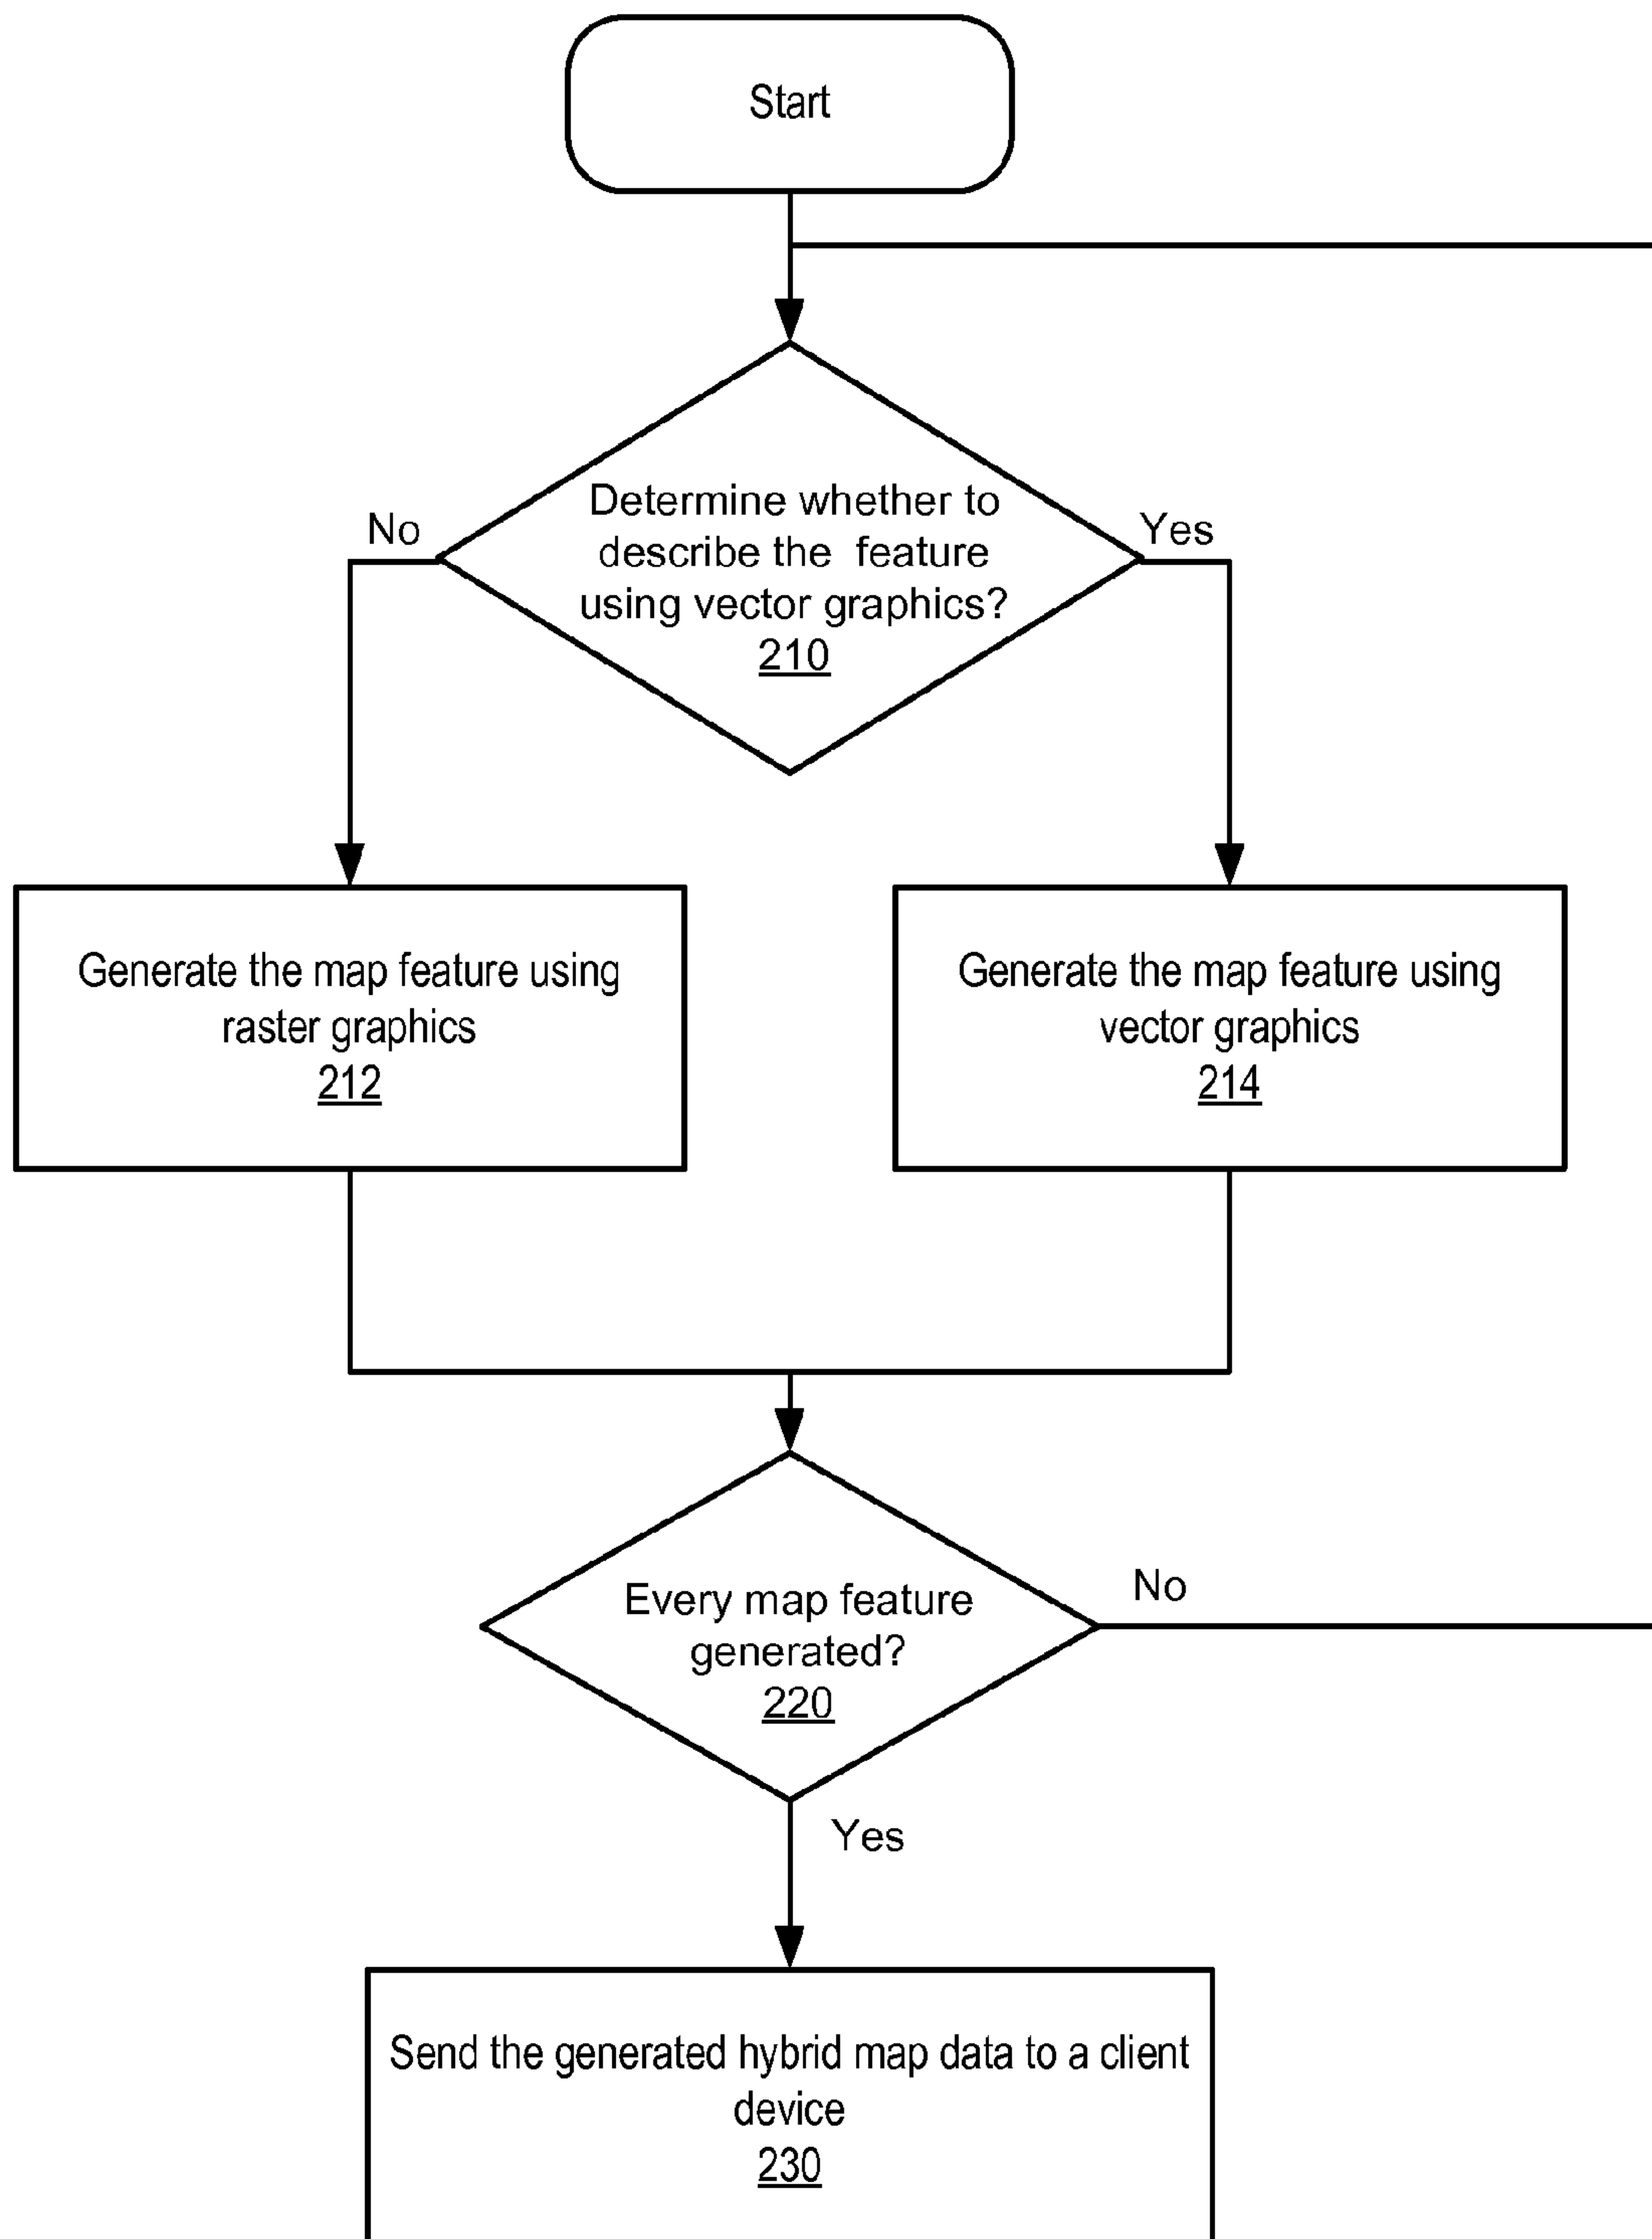 Start
No
Yes
Determine whether to
describe the feature
using vector graphics?
210
Generate the map feature using
raster graphics
212
Generate the map feature using
vector graphics
214
Every map feature
generated?
220
No
Yes
Send the generated hybrid map data to a client
device
230